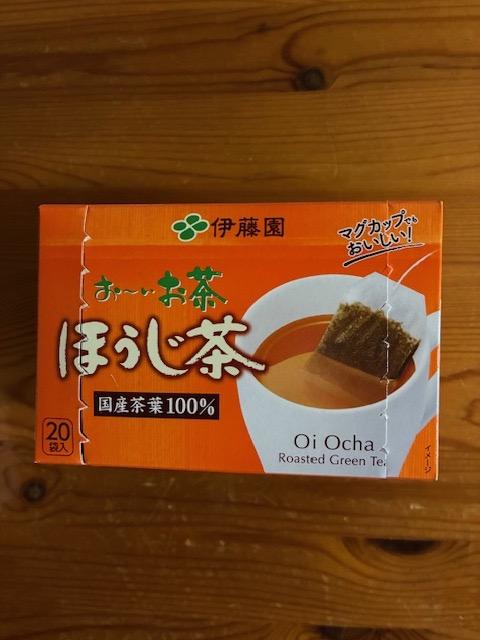 伊藤園
マグカップでも
おいしい!
お~いお茶
ほうじ茶
国産茶葉100%
20
袋入
Oi Ocha
Roasted Green Tea
イメージ